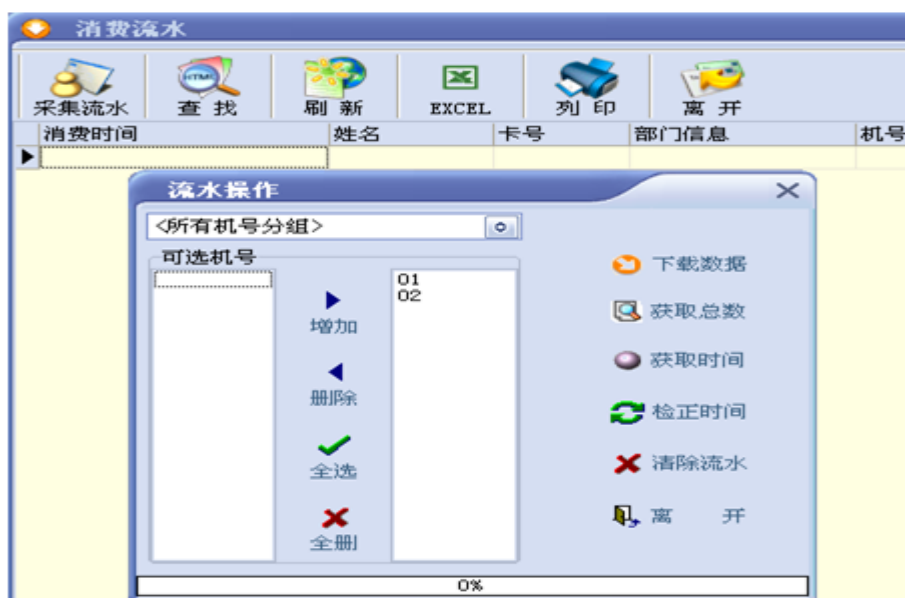 消费流水
采集流水 查 找 刷 新 EXCEL 列 印 离 开
消费时间 姓名 卡号 部门信息 机号
流水操作
<所有机号分组>
可选机号
01
02
增加
删除
全选
全删
下载数据
获取总数
获取时间
检正时间
清除流水
离 开
0%